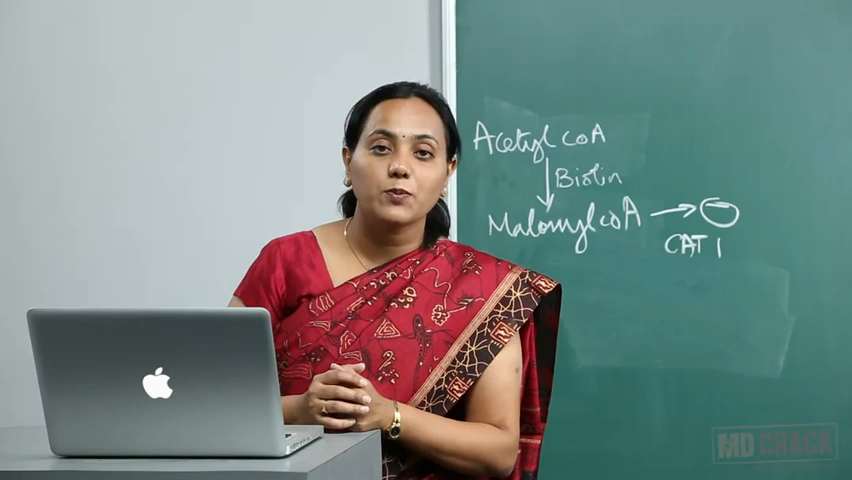 Acetyl CoA
Biotin
Malonyl CoA → ⊖
CAT 1
MD CRACK